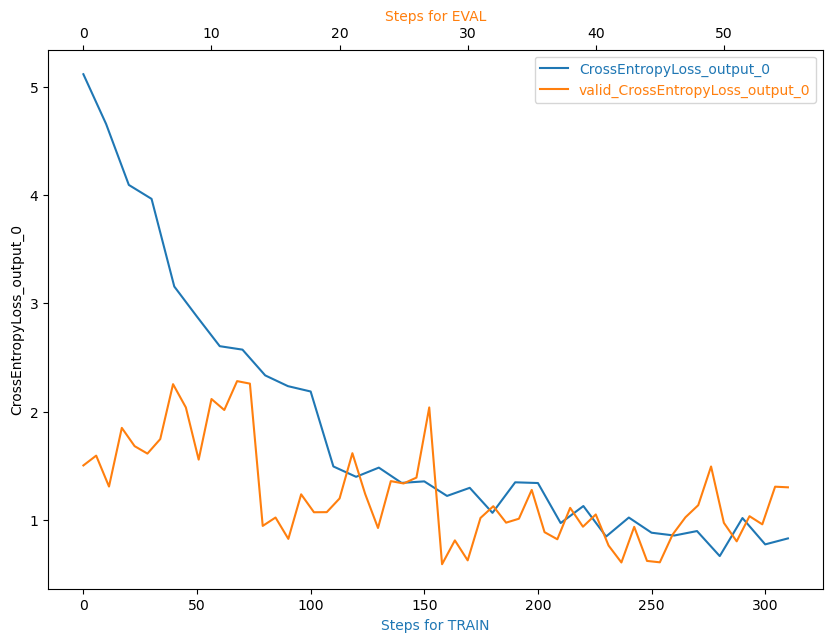 Steps for EVAL
0 10 20 30 40 50
CrossEntropyLoss_output_0
valid_CrossEntropyLoss_output_0
5
4
3
2
1
CrossEntropyLoss_output_0
0 50 100 150 200 250 300
Steps for TRAIN